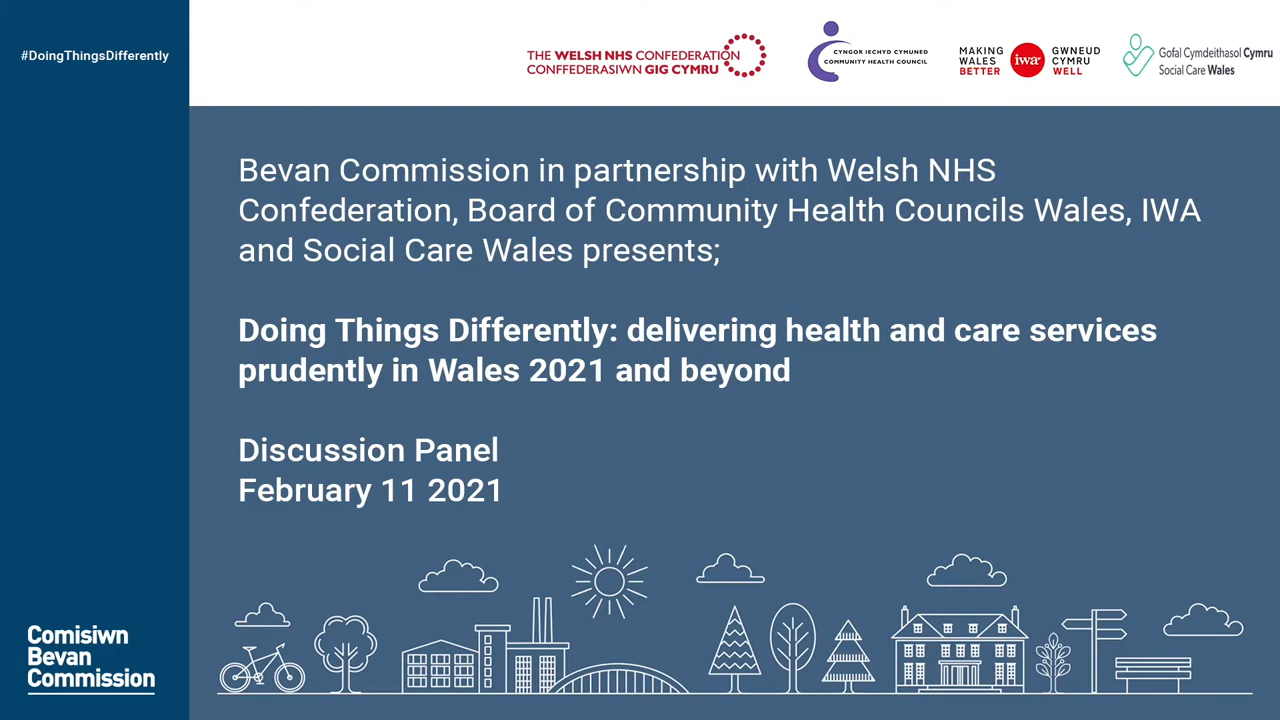 #DoingThingsDifferently
THE WELSH NHS CONFEDERATION
CONFFEDERASIWN GIG CYMRU
CYNGOR IECHYD CYMUNED
COMMUNITY HEALTH COUNCIL
MAKING
WALES
BETTER
iwa
GWNEUD
CYMRU
WELL
Gofal Cymdeithasol Cymru
Social Care Wales
Bevan Commission in partnership with Welsh NHS
Confederation, Board of Community Health Councils Wales, IWA
and Social Care Wales presents;
Doing Things Differently: delivering health and care services
prudently in Wales 2021 and beyond
Discussion Panel
February 11 2021
Comisiwn
Bevan
Commission